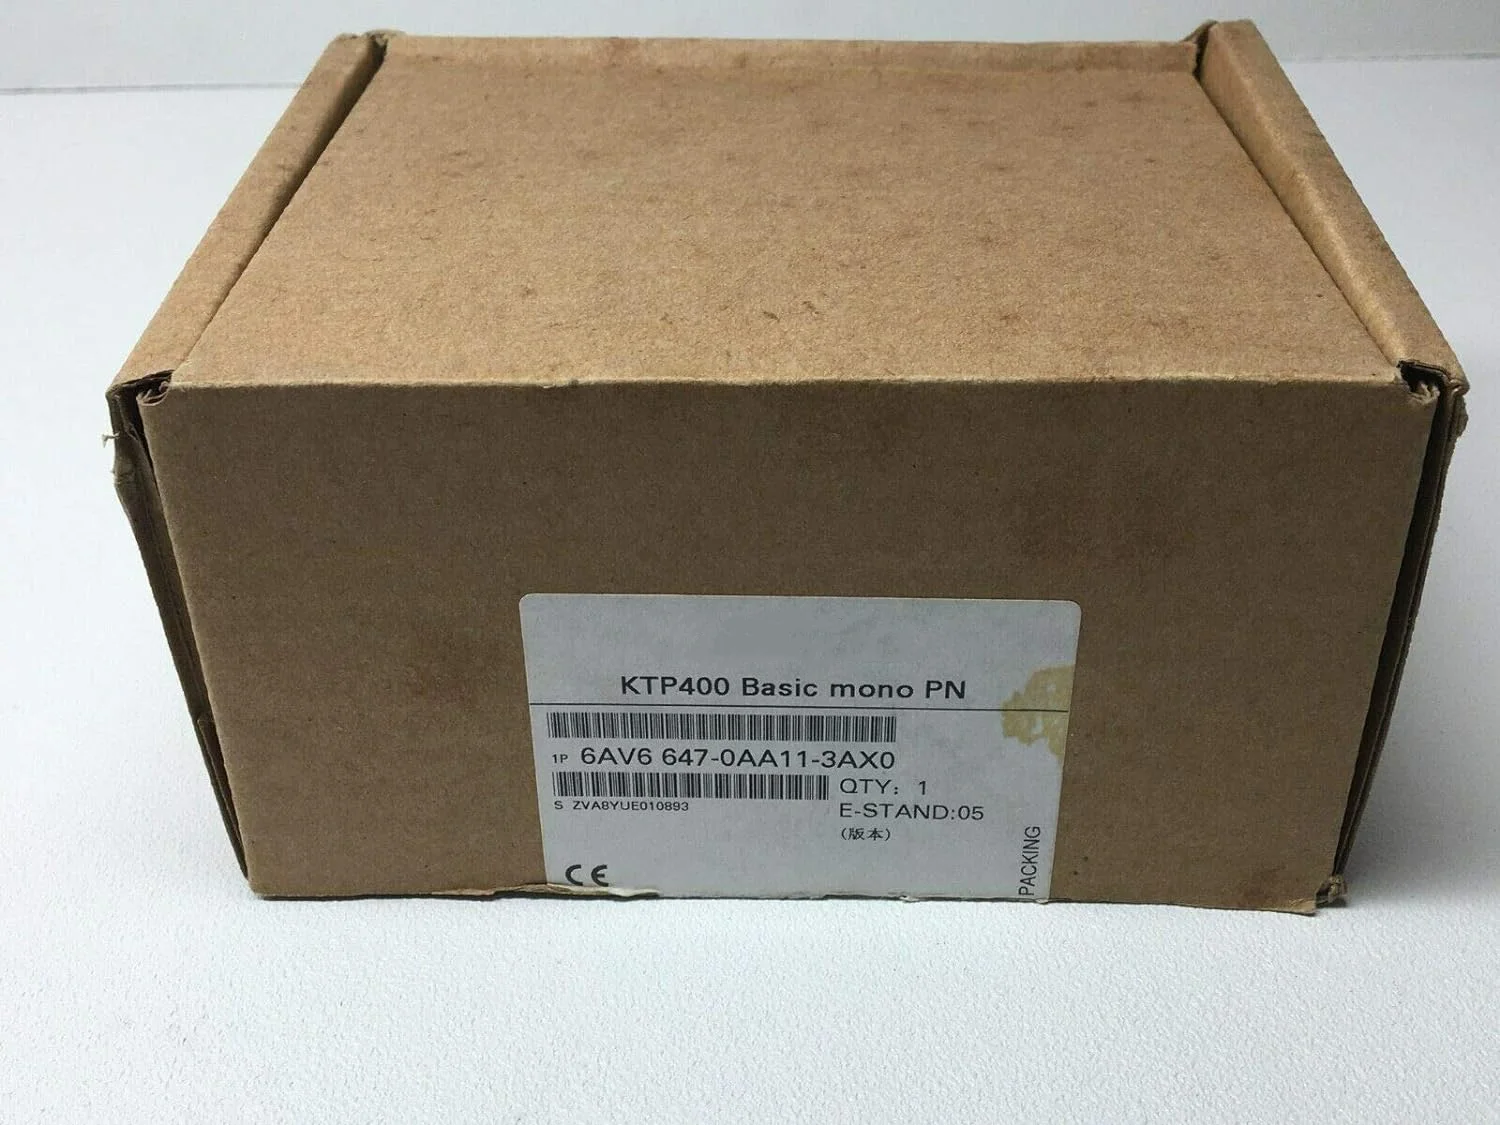 KTP400 Basic mono PN
1P 6AV6 647-0AA11-3AX0
S ZVA8YUE010893
QTY: 1
E-STAND:05
(版本)
CE
PACKING